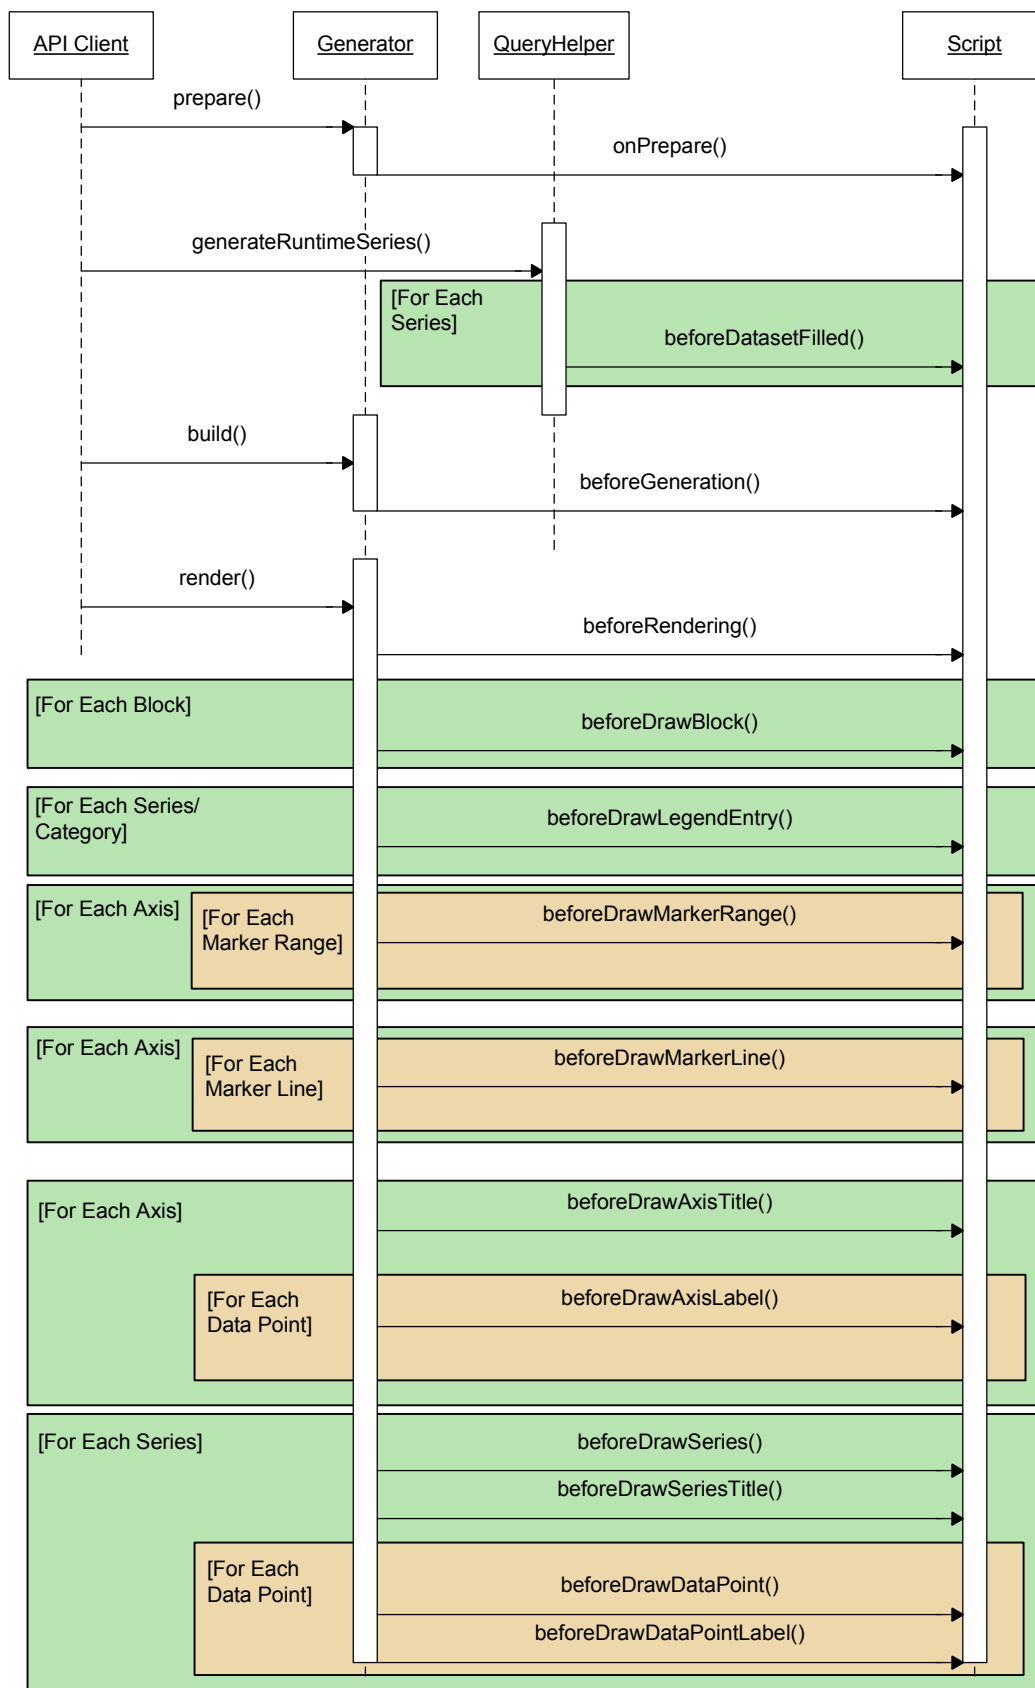 API Client
Generator
QueryHelper
Script
prepare()
onPrepare()
generateRuntimeSeries()
[For Each
Series]
beforeDatasetFilled()
build()
beforeGeneration()
render()
beforeRendering()
[For Each Block]
beforeDrawBlock()
[For Each Series/
Category]
beforeDrawLegendEntry()
[For Each Axis]
[For Each
Marker Range]
beforeDrawMarkerRange()
[For Each Axis]
[For Each
Marker Line]
beforeDrawMarkerLine()
[For Each Axis]
beforeDrawAxisTitle()
[For Each
Data Point]
beforeDrawAxisLabel()
[For Each Series]
beforeDrawSeries()
beforeDrawSeriesTitle()
[For Each
Data Point]
beforeDrawDataPoint()
beforeDrawDataPointLabel()